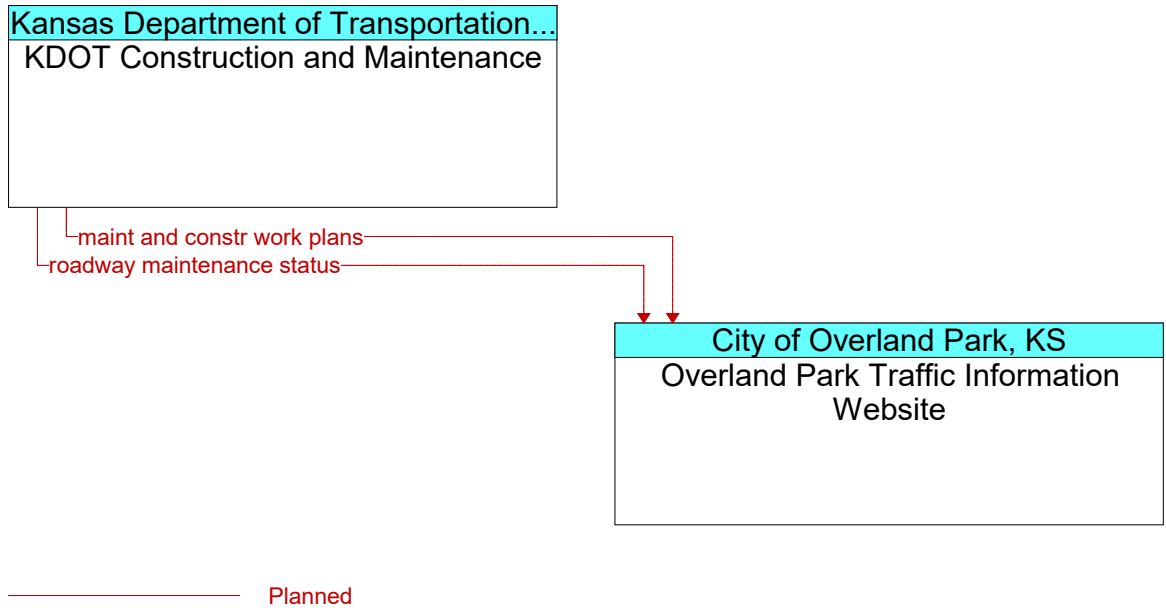 Kansas Department of Transportation...
KDOT Construction and Maintenance
maint and constr work plans
roadway maintenance status
City of Overland Park, KS
Overland Park Traffic Information
Website
Planned